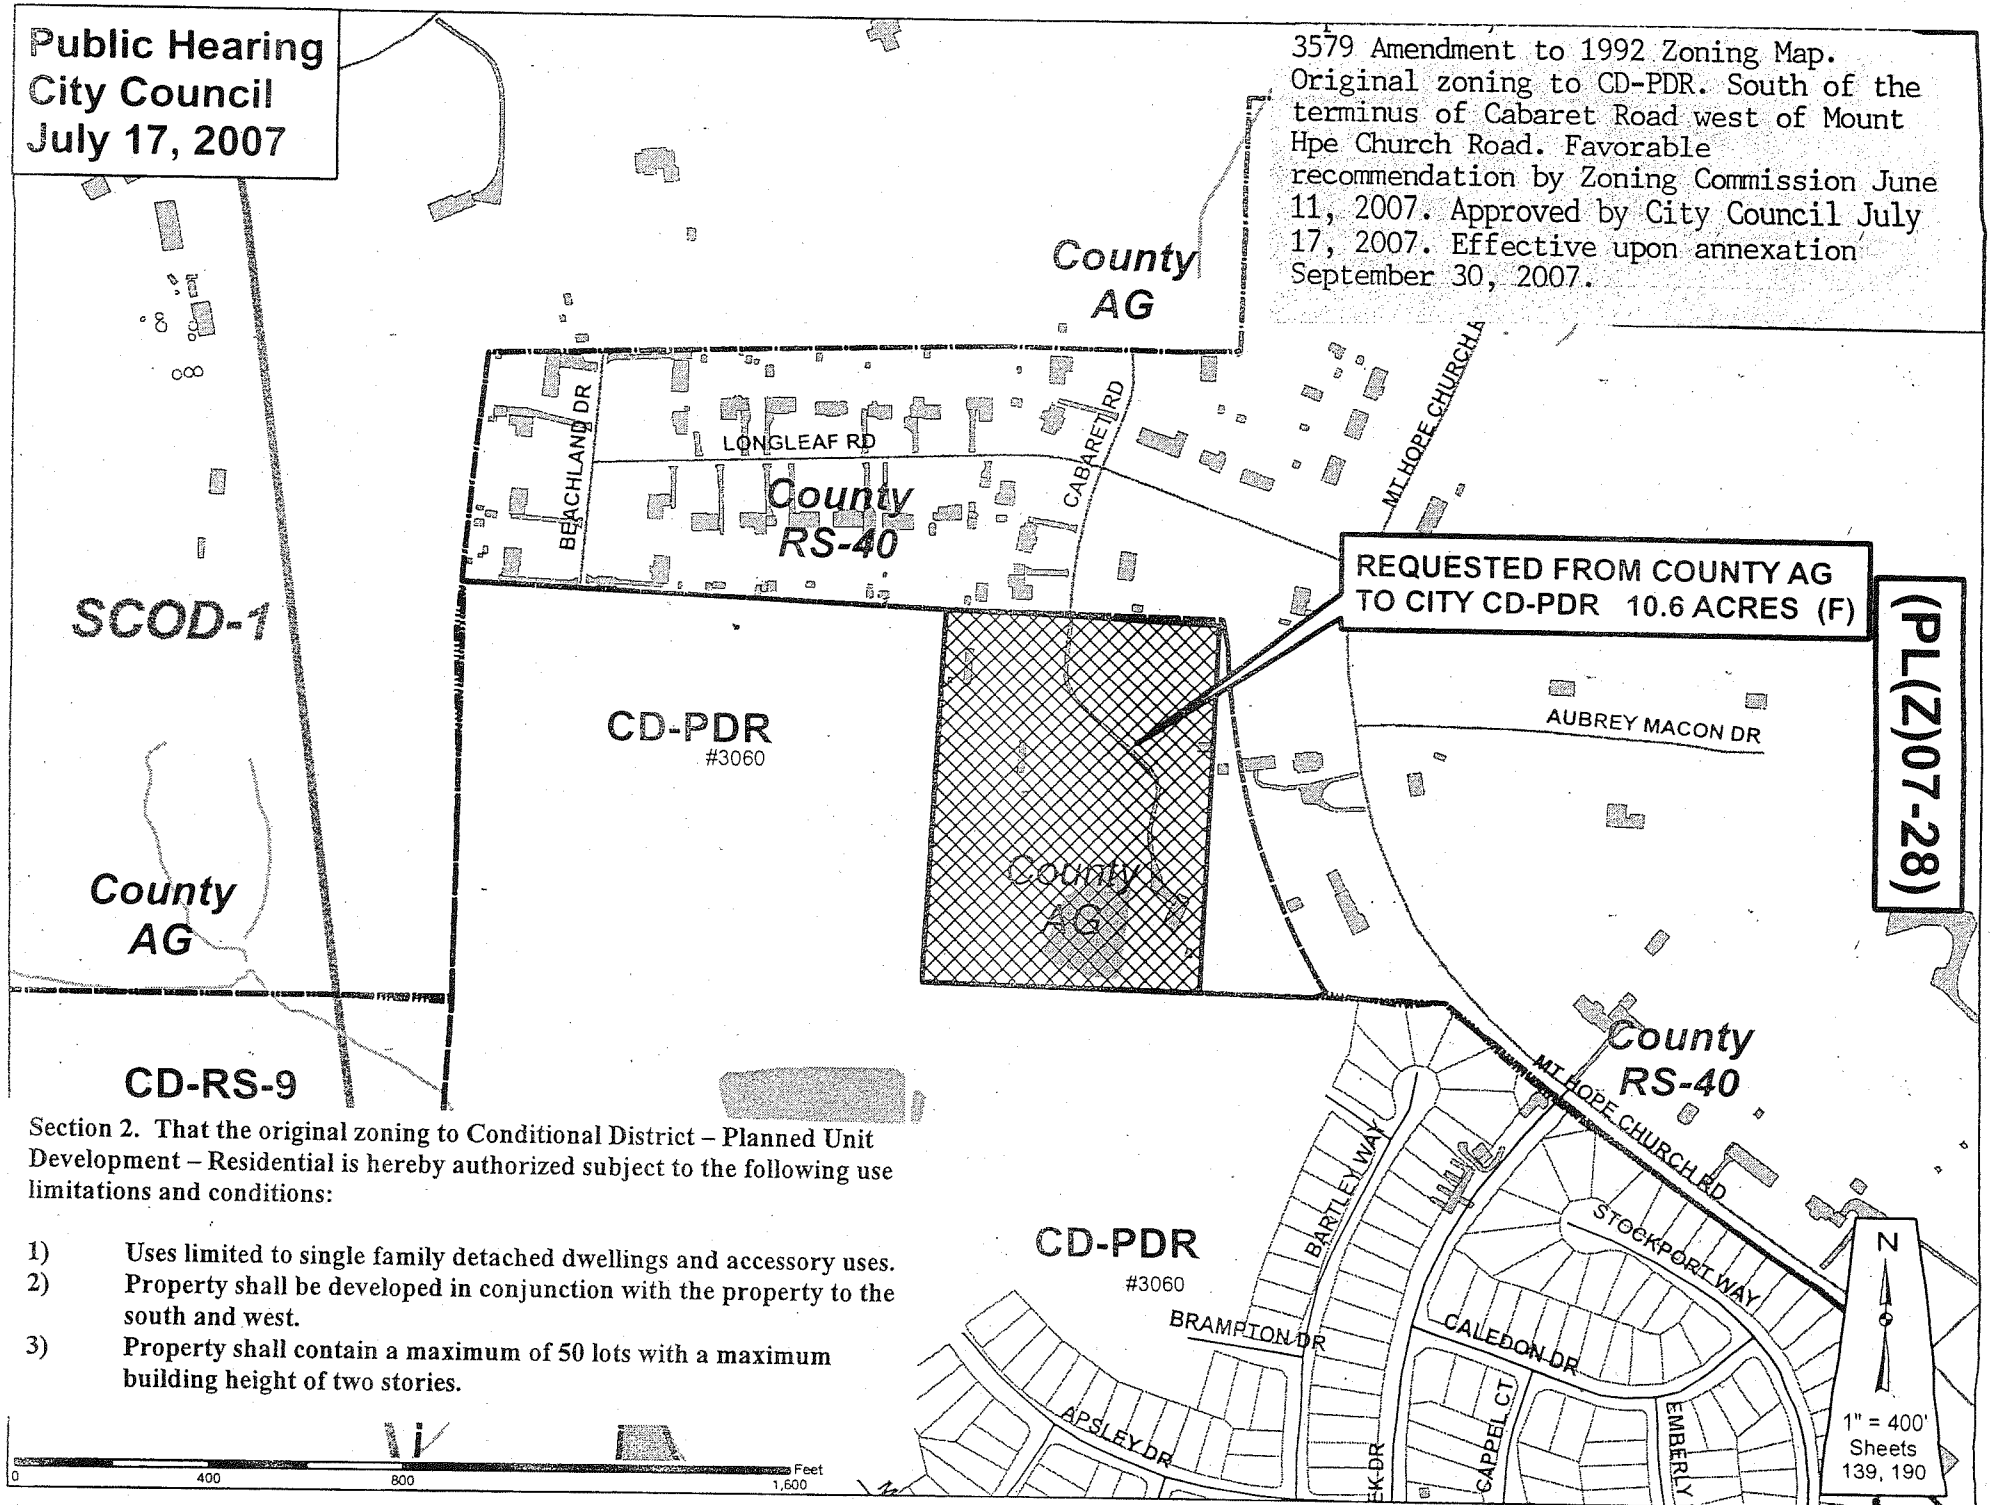 Public Hearing
City Council
July 17, 2007
3579 Amendment to 1992 Zoning Map.
Original zoning to CD-PDR. South of the
terminus of Cabaret Road west of Mount
Hpe Church Road. Favorable
recommendation by Zoning Commission June
11, 2007. Approved by City Council July
17, 2007. Effective upon annexation
September 30, 2007.
County
AG
MT HOPE CHURCH
BEACHLAND DR
LONGLEAF RD
CABARET RD
County
RS-40
REQUESTED FROM COUNTY AG
TO CITY CD-PDR 10.6 ACRES (F)
(PL(Z)07-28)
SCOD-1
CD-PDR
#3060
AUBREY MACON DR
County
AG
County
AG
County
RS-40
MT HOPE CHURCH RD
CD-RS-9
Section 2. That the original zoning to Conditional District – Planned Unit
Development – Residential is hereby authorized subject to the following use
limitations and conditions:
1) Uses limited to single family detached dwellings and accessory uses.
2) Property shall be developed in conjunction with the property to the
south and west.
3) Property shall contain a maximum of 50 lots with a maximum
building height of two stories.
CD-PDR
#3060
BARTLEY WAY
STOCKPORT WAY
BRAMPTON DR
CALEDON DR
APSLEY DR
CAPPEL CT
EMBERLY
EK DR
N
1" = 400'
Sheets
139, 190
0 400 800 1,600 Feet